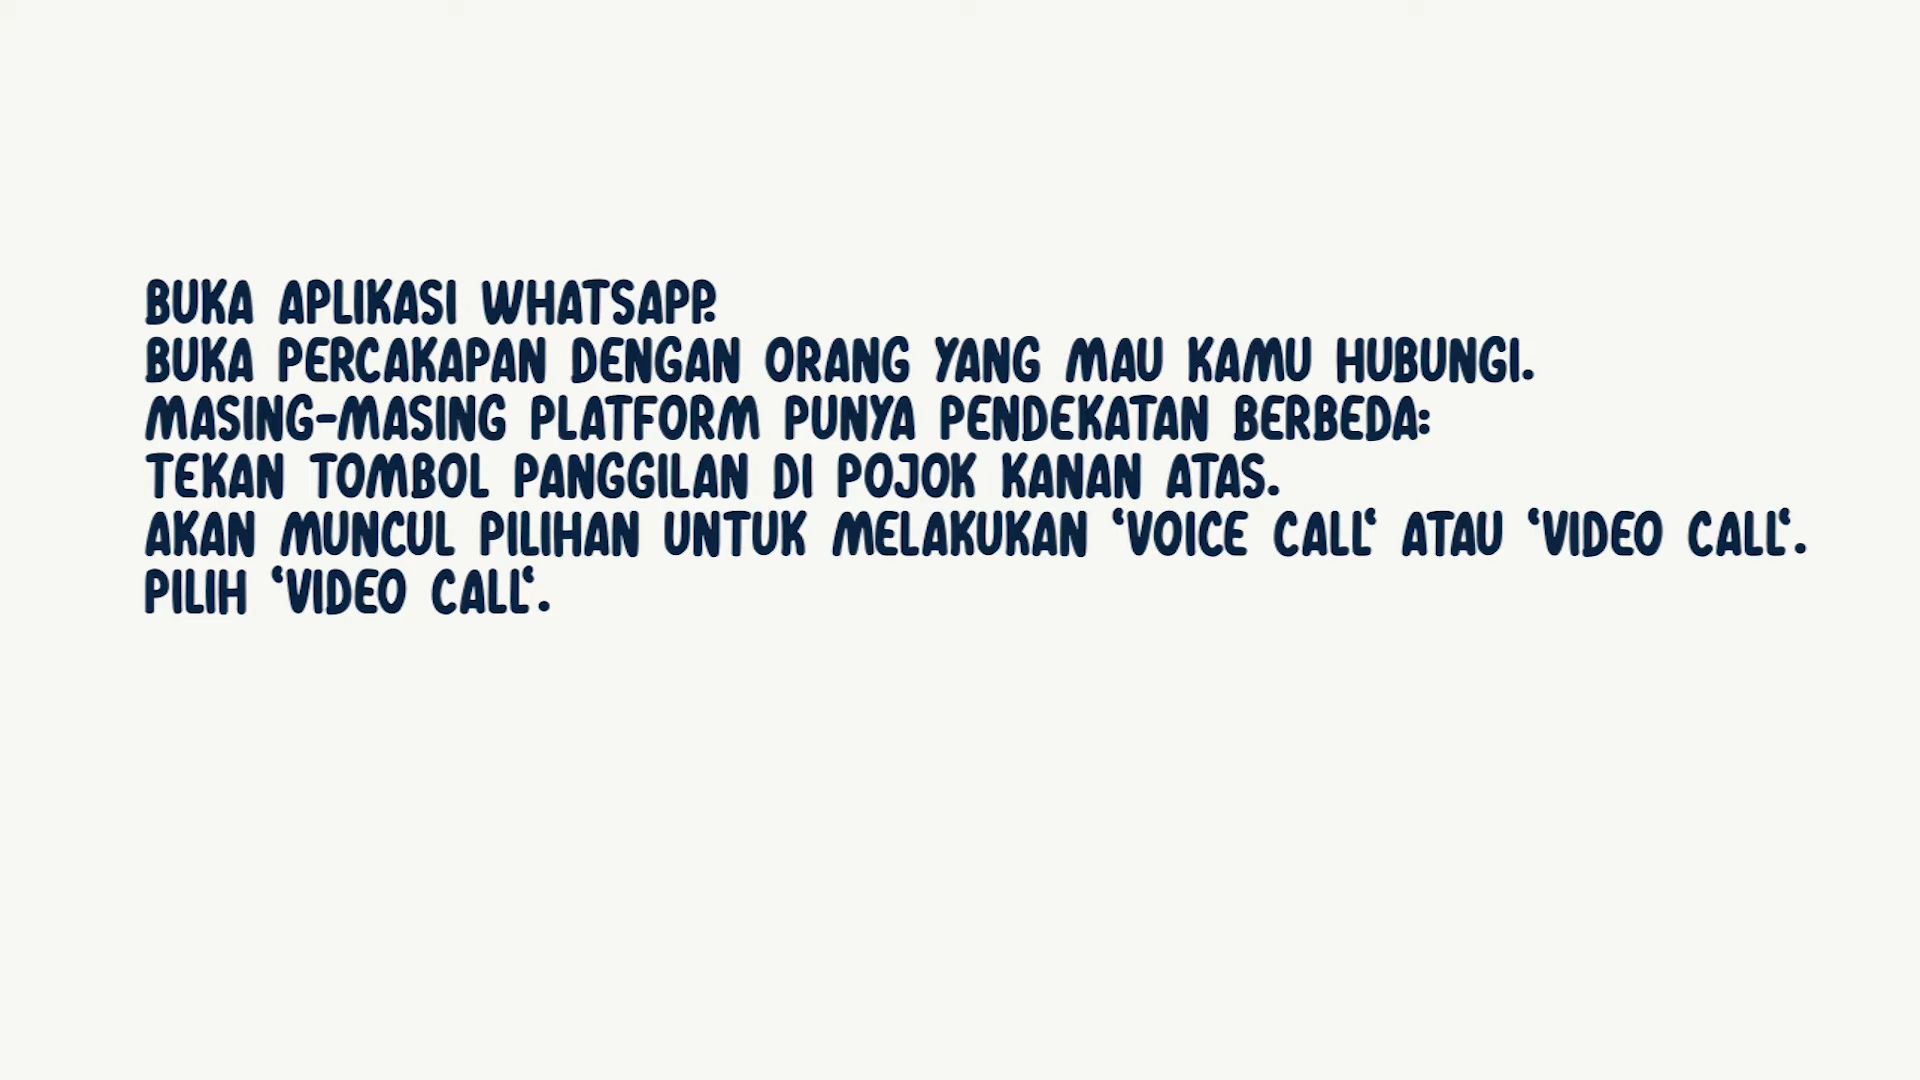 BUKA APLIKASI WHATSAPP.
BUKA PERCAKAPAN DENGAN ORANG YANG MAU KAMU HUBUNGI.
MASING-MASING PLATFORM PUNYA PENDEKATAN BERBEDA:
TEKAN TOMBOL PANGGILAN DI POJOK KANAN ATAS.
AKAN MUNCUL PILIHAN UNTUK MELAKUKAN ‘VOICE CALL‘ ATAU ‘VIDEO CALL‘.
PILIH ‘VIDEO CALL‘.